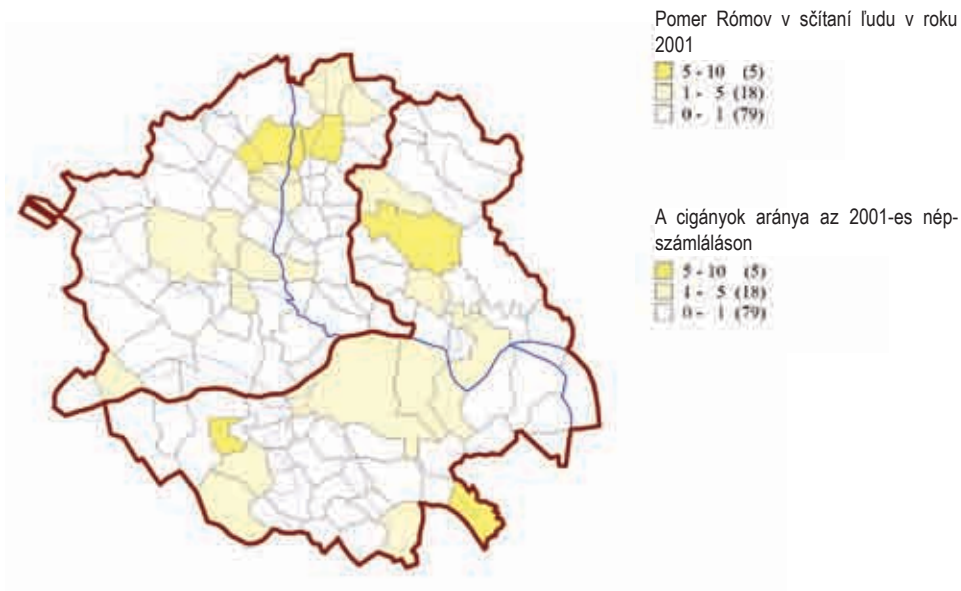 Pomer Rómov v sčítaní ľudu v roku
2001
5 - 10 (5)
1 - 5 (18)
0 - 1 (79)
A cigányok aránya az 2001-es nép-
számláláson
5 - 10 (5)
1 - 5 (18)
0 - 1 (79)